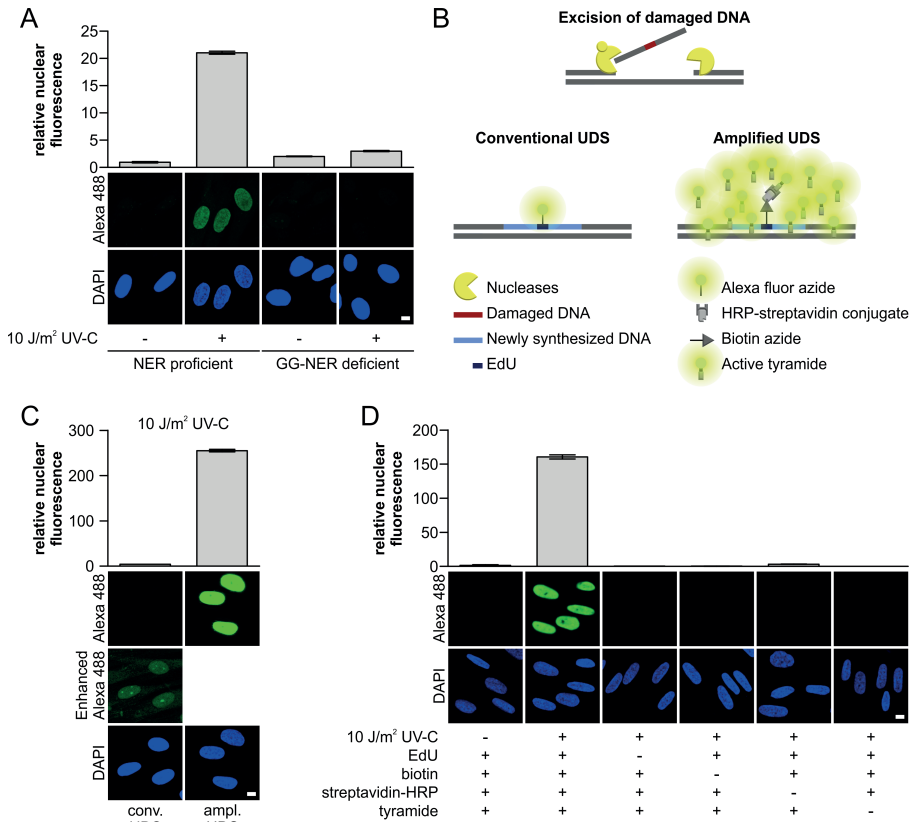 A
relative nuclear
fluorescence
25
20
15
10
5
0
Alexa 488
DAPI
10 J/m² UV-C
- + - +
NER proficient GG-NER deficient
B
Excision of damaged DNA
Conventional UDS Amplified UDS
Nucleases
Damaged DNA
Newly synthesized DNA
EdU
Alexa fluor azide
HRP-streptavidin conjugate
Biotin azide
Active tyramide
C
10 J/m² UV-C
relative nuclear
fluorescence
300
200
100
0
Alexa 488
Enhanced
Alexa 488
DAPI
conv. ampl.
D
relative nuclear
fluorescence
200
150
100
50
0
Alexa 488
DAPI
10 J/m² UV-C - + + + + +
EdU + + - + + +
biotin + + + - + +
streptavidin-HRP + + + + - +
tyramide + + + + + -